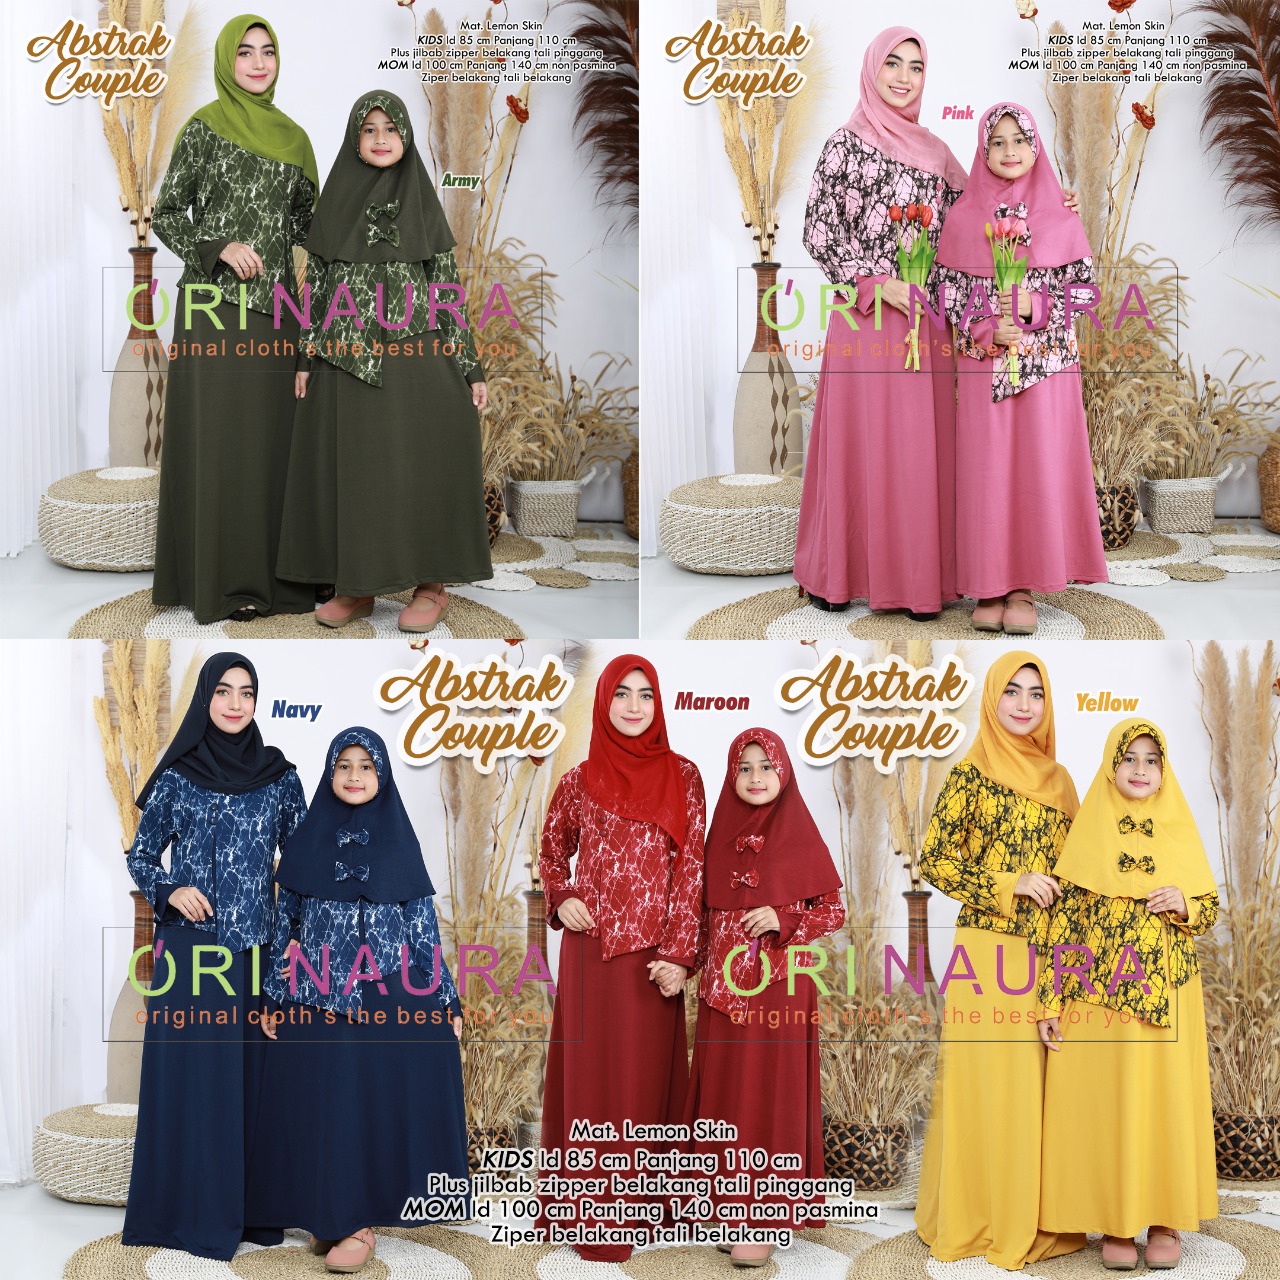 Abstrak
Couple
Mat. Lemon Skin
KIDS ld 85 cm Panjang 110 cm
Plus jilbab zipper belakang tali pinggang
MOM ld 100 cm Panjang 140 cm non pasmina
Ziper belakang tali belakang
Army
ORI NAURA
original cloth's the best for you
Abstrak
Couple
Mat. Lemon Skin
KIDS ld 85 cm Panjang 110 cm
Plus jilbab zipper belakang tali pinggang
MOM ld 100 cm Panjang 140 cm non pasmina
Ziper belakang tali belakang
Pink
ORI NAURA
original cloth's the best for you
Navy
Abstrak
Couple
Maroon
Abstrak
Couple
Yellow
ORI NAURA
original cloth's the best for you
ORI NAURA
original cloth's the best for you
Mat. Lemon Skin
KIDS ld 85 cm Panjang 110 cm
Plus jilbab zipper belakang tali pinggang
MOM ld 100 cm Panjang 140 cm non pasmina
Ziper belakang tali belakang